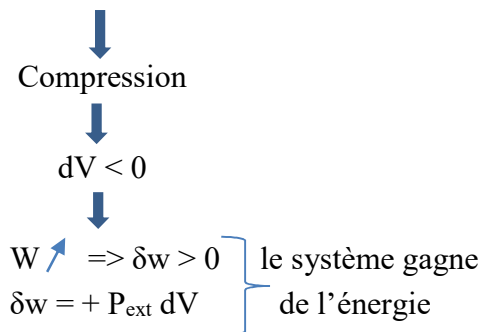 Compression
dV < 0
W => δw > 0 le système gagne
δw = + Pext dV de l’énergie